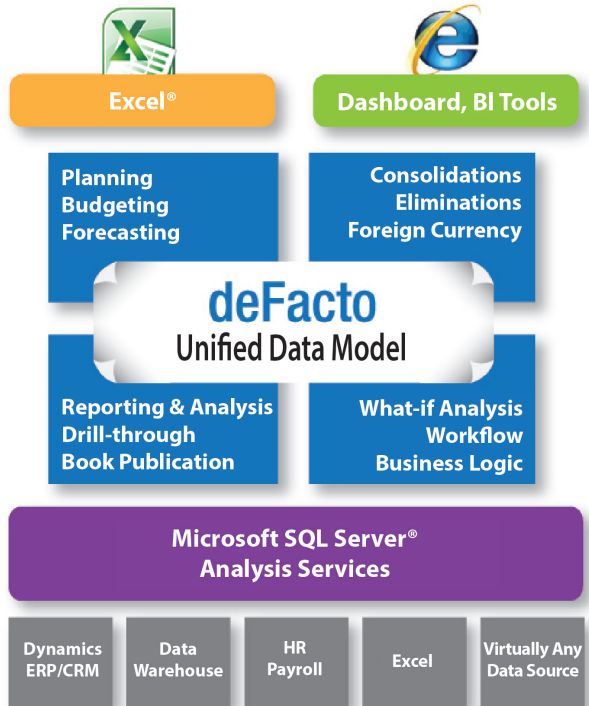 Excel®
Dashboard, BI Tools
Planning
Budgeting
Forecasting
Consolidations
Eliminations
Foreign Currency
deFacto
Unified Data Model
Reporting & Analysis
Drill-through
Book Publication
What-if Analysis
Workflow
Business Logic
Microsoft SQL Server®
Analysis Services
Dynamics
ERP/CRM
Data
Warehouse
HR
Payroll
Excel
Virtually Any
Data Source